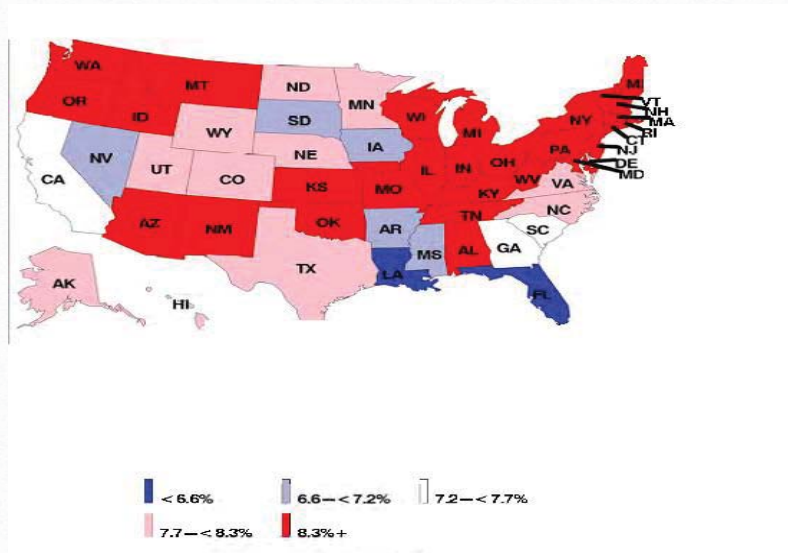 WA
MT
ND
MN
OR
ID
SD
WI
MI
ME
VT
NH
MA
RI
CT
NY
WY
NV
UT
CO
NE
IA
IL
IN
OH
PA
NJ
DE
MD
CA
KS
MO
WV
VA
KY
NC
AZ
NM
OK
AR
TN
SC
MS
AL
GA
TX
LA
FL
AK
HI
< 6.6%
6.6—< 7.2%
7.2—< 7.7%
7.7—< 8.3%
8.3% +